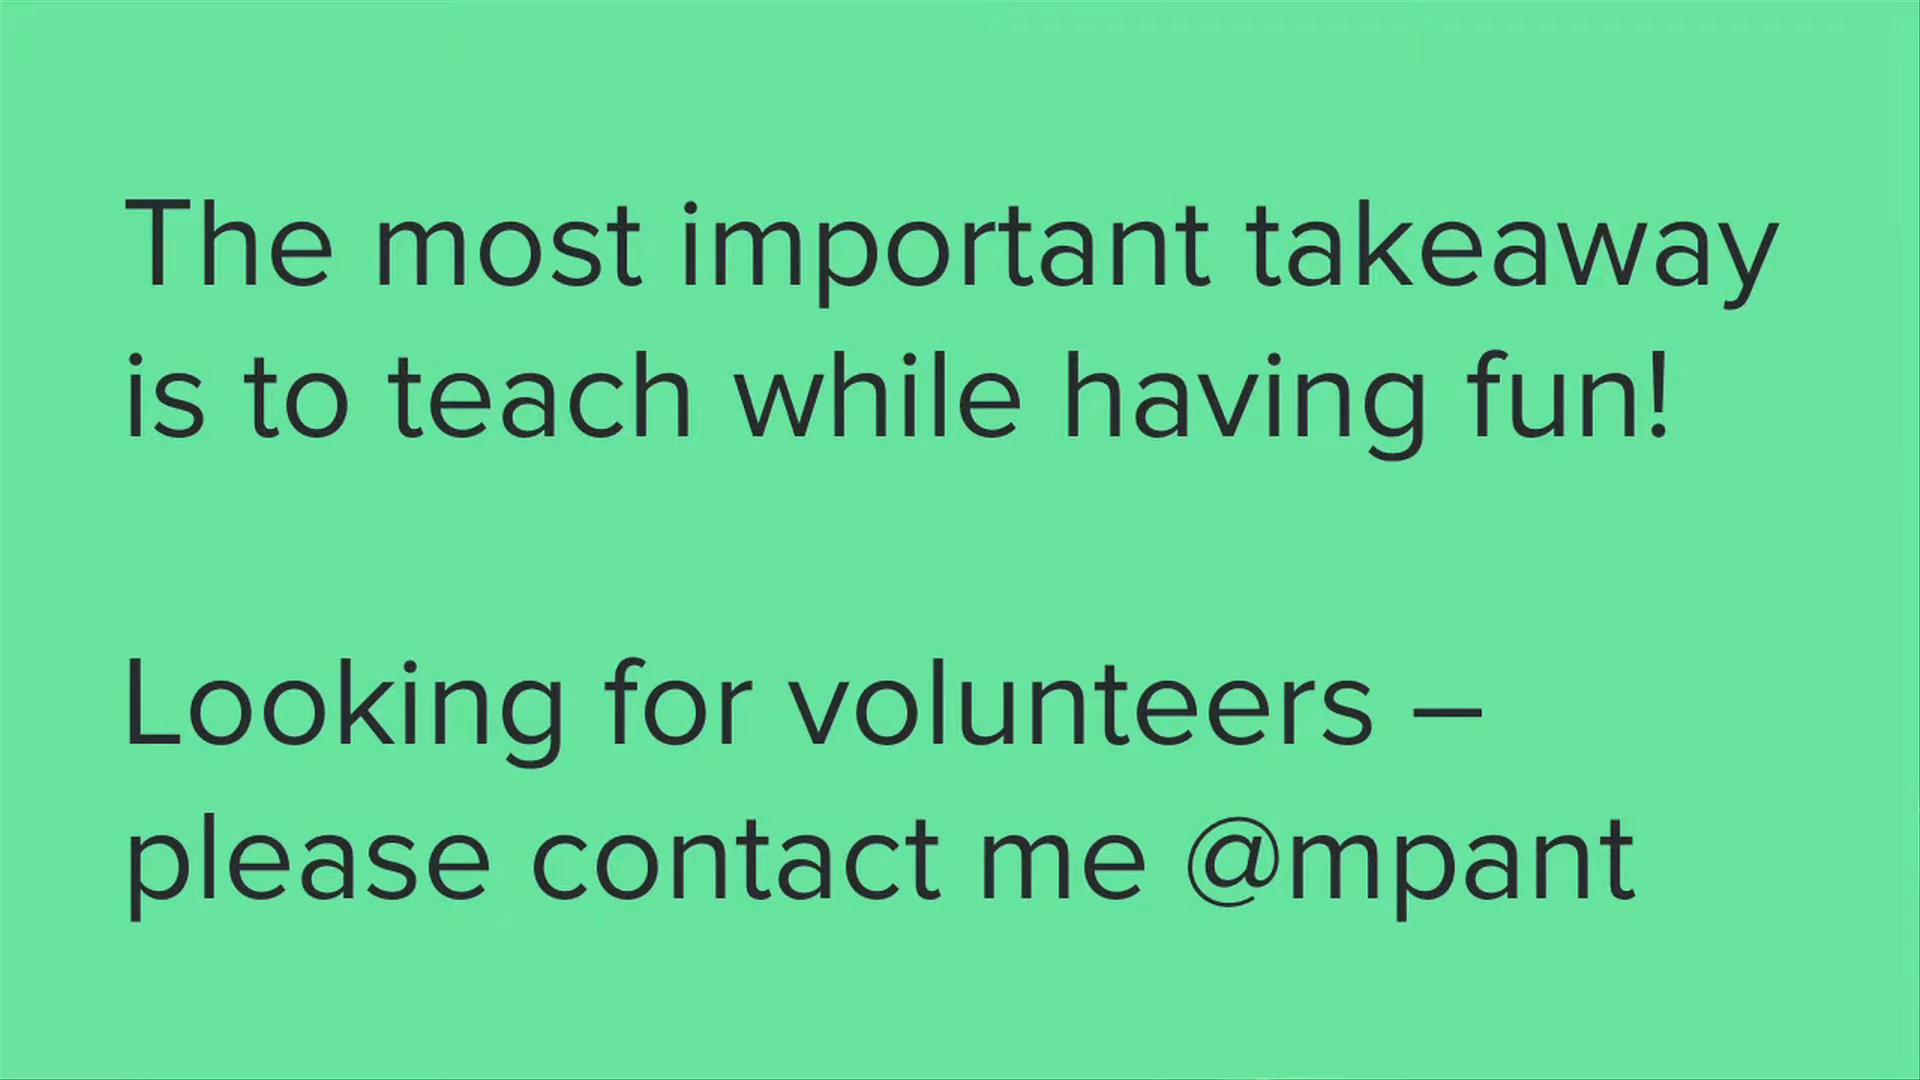 The most important takeaway
is to teach while having fun!
Looking for volunteers –
please contact me @mpant